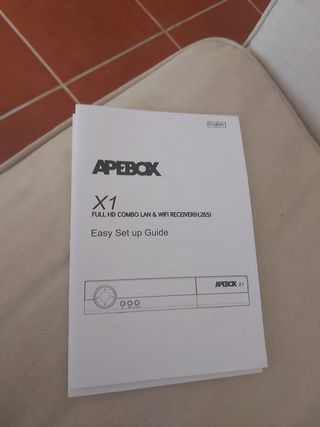 English
APEBOX
X1
FULL HD COMBO LAN & WIFI RECEIVER(H.265)
Easy Set up Guide
APEBOX X1